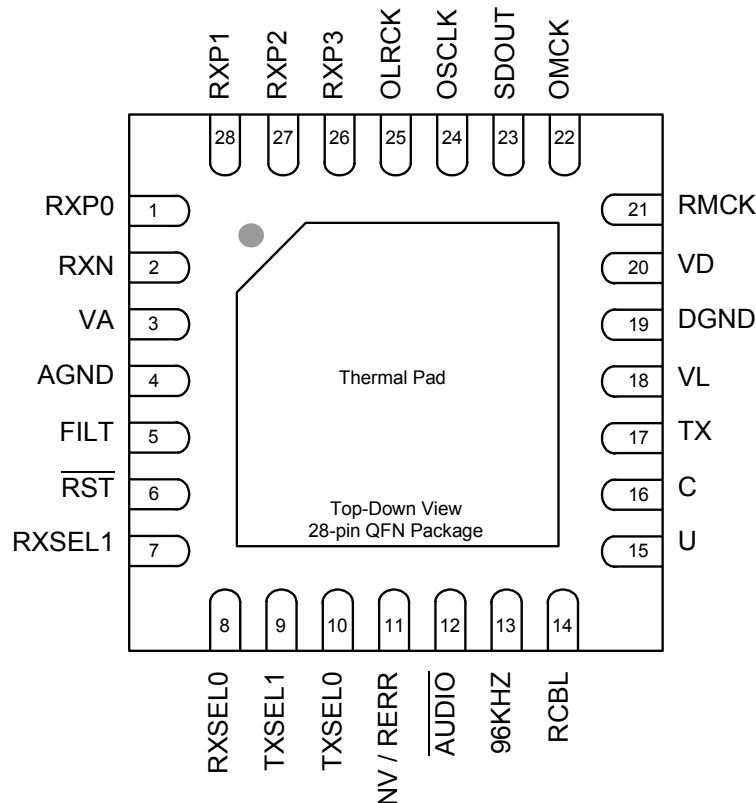 RXP1
RXP2
RXP3
OLRCK
OSCLK
SDOUT
OMCK
28
27
26
25
24
23
22
RXP0
1
RXN
2
VA
3
AGND
4
FILT
5
RST
6
RXSEL1
7
21
RMCK
20
VD
19
DGND
18
VL
17
TX
16
C
15
U
Thermal Pad
Top-Down View
28-pin QFN Package
8
9
10
11
12
13
14
RXSEL0
TXSEL1
TXSEL0
NV / RERR
AUDIO
96KHZ
RCBL